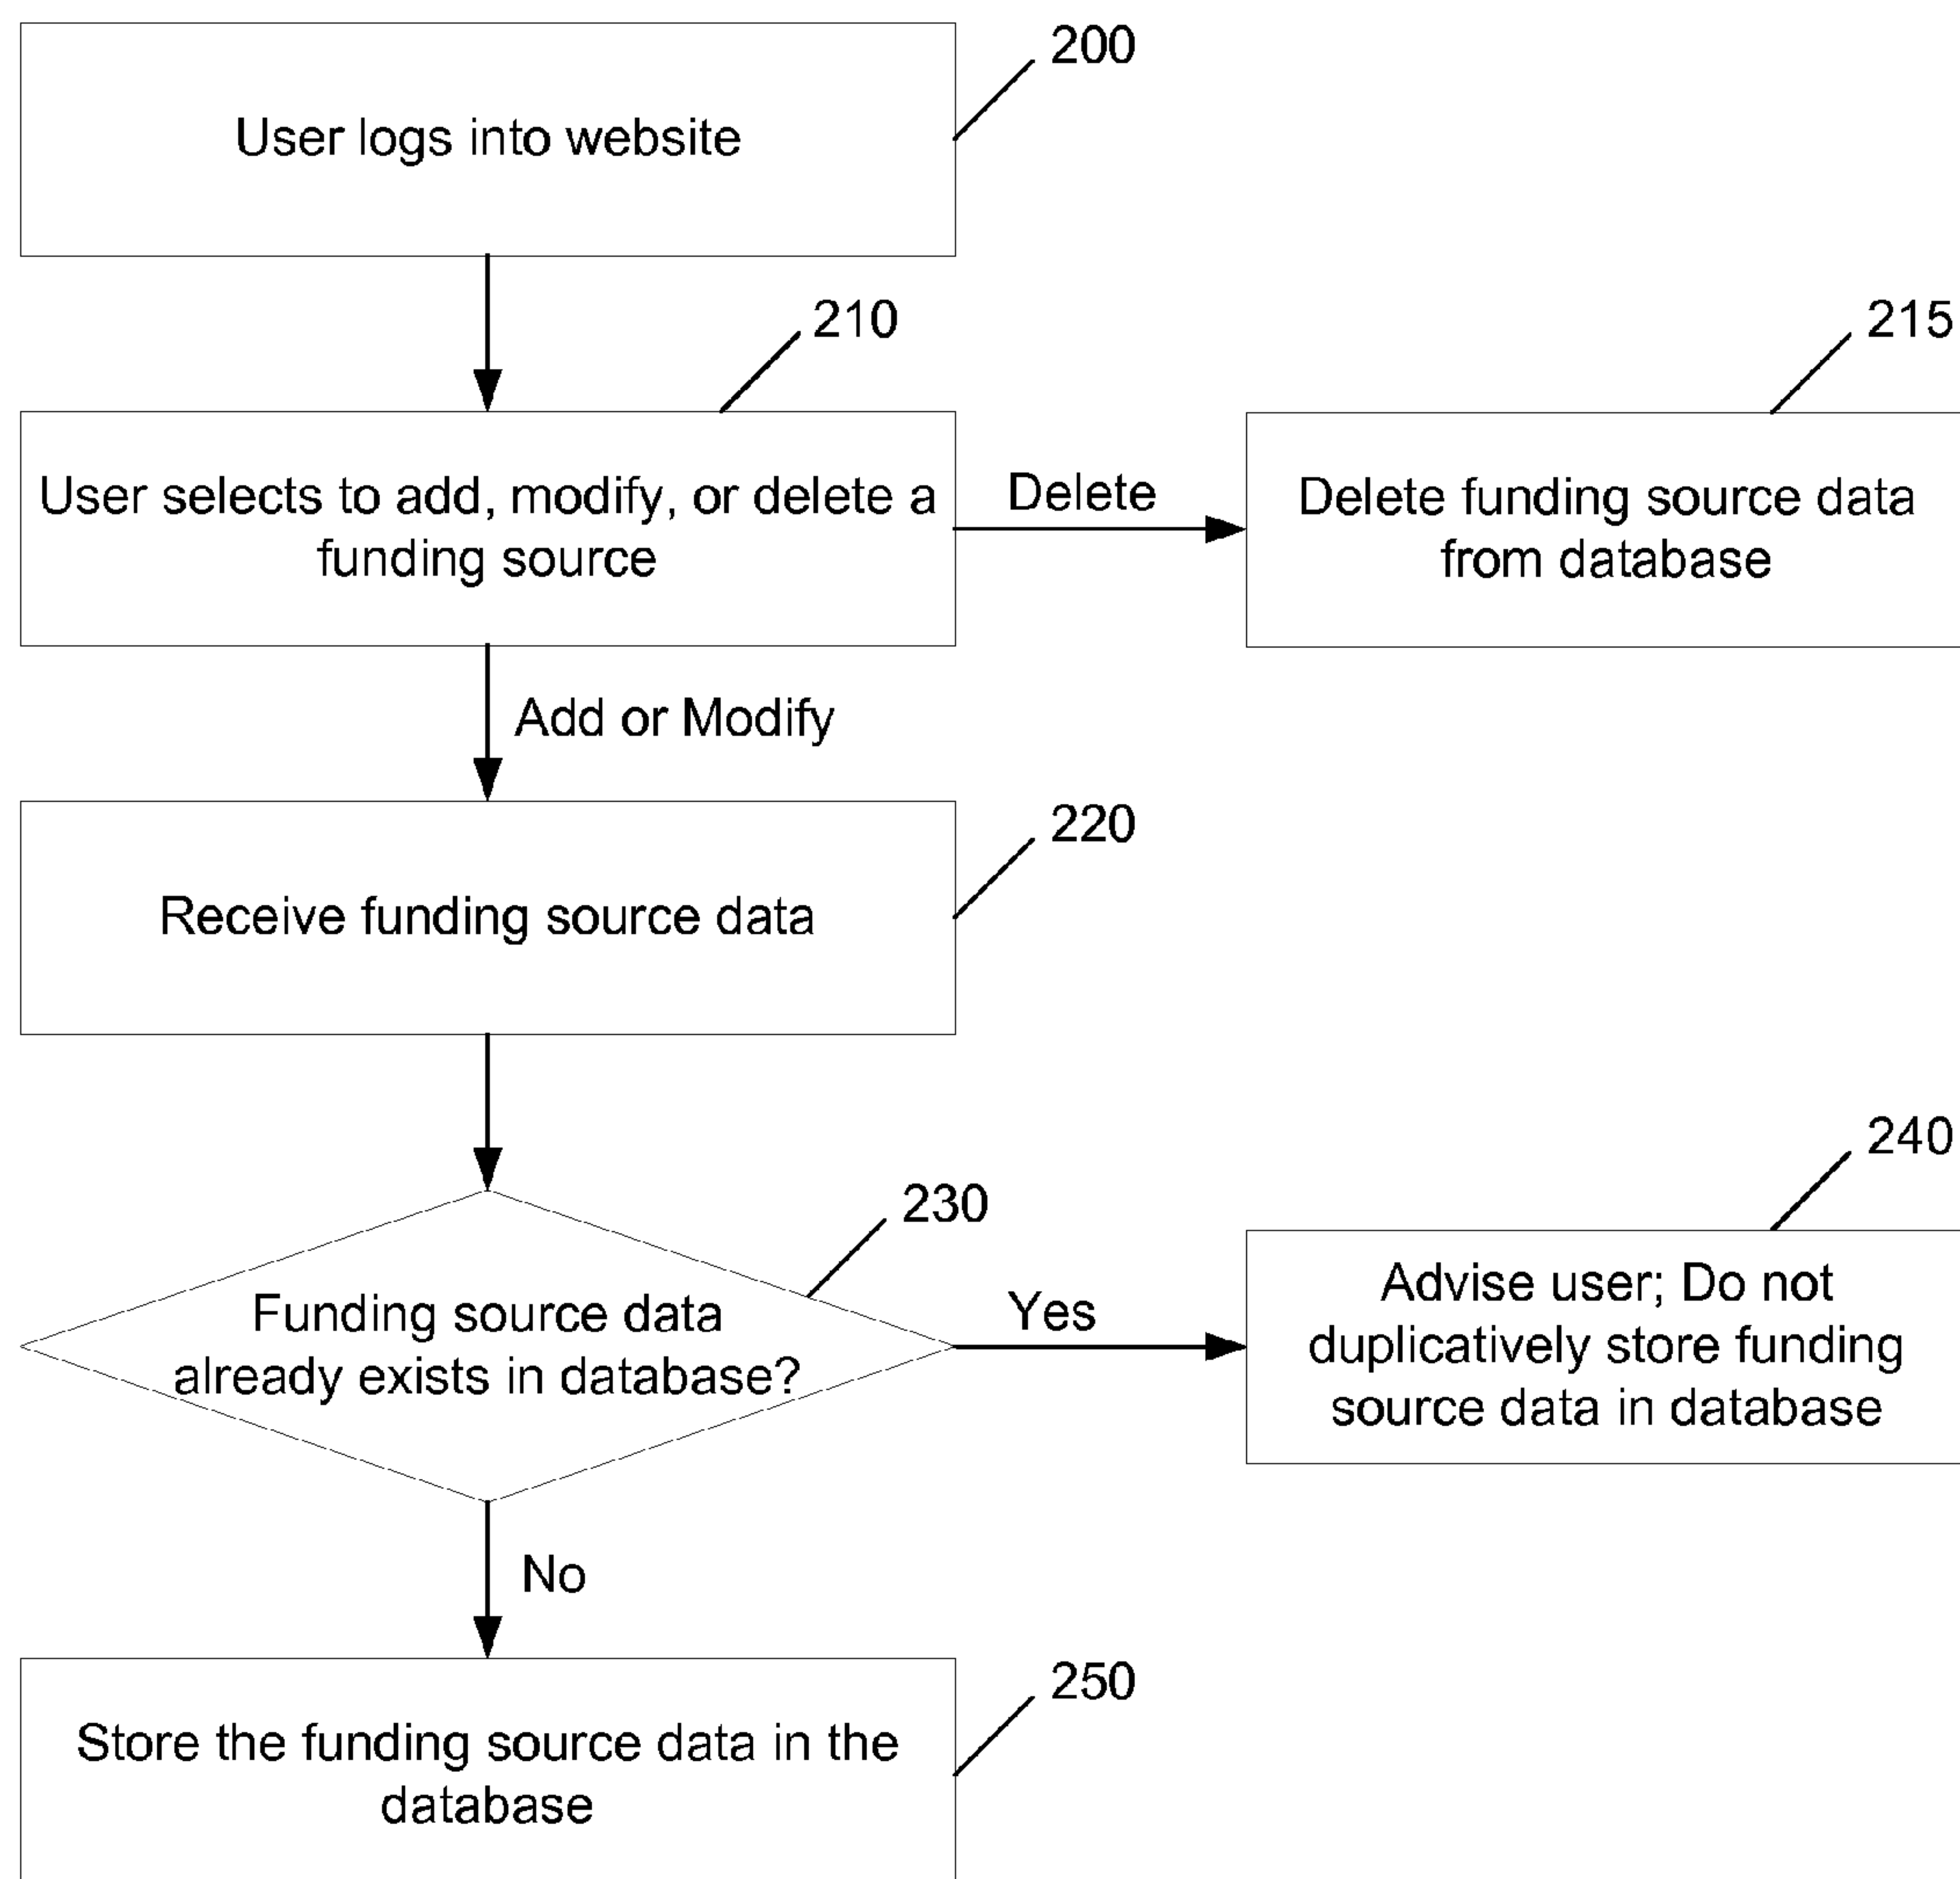 200
User logs into website
210
215
User selects to add, modify, or delete a
funding source
Delete
Delete funding source data
from database
Add or Modify
220
Receive funding source data
240
230
Funding source data
already exists in database?
Yes
Advise user; Do not
duplicatively store funding
source data in database
No
250
Store the funding source data in the
database